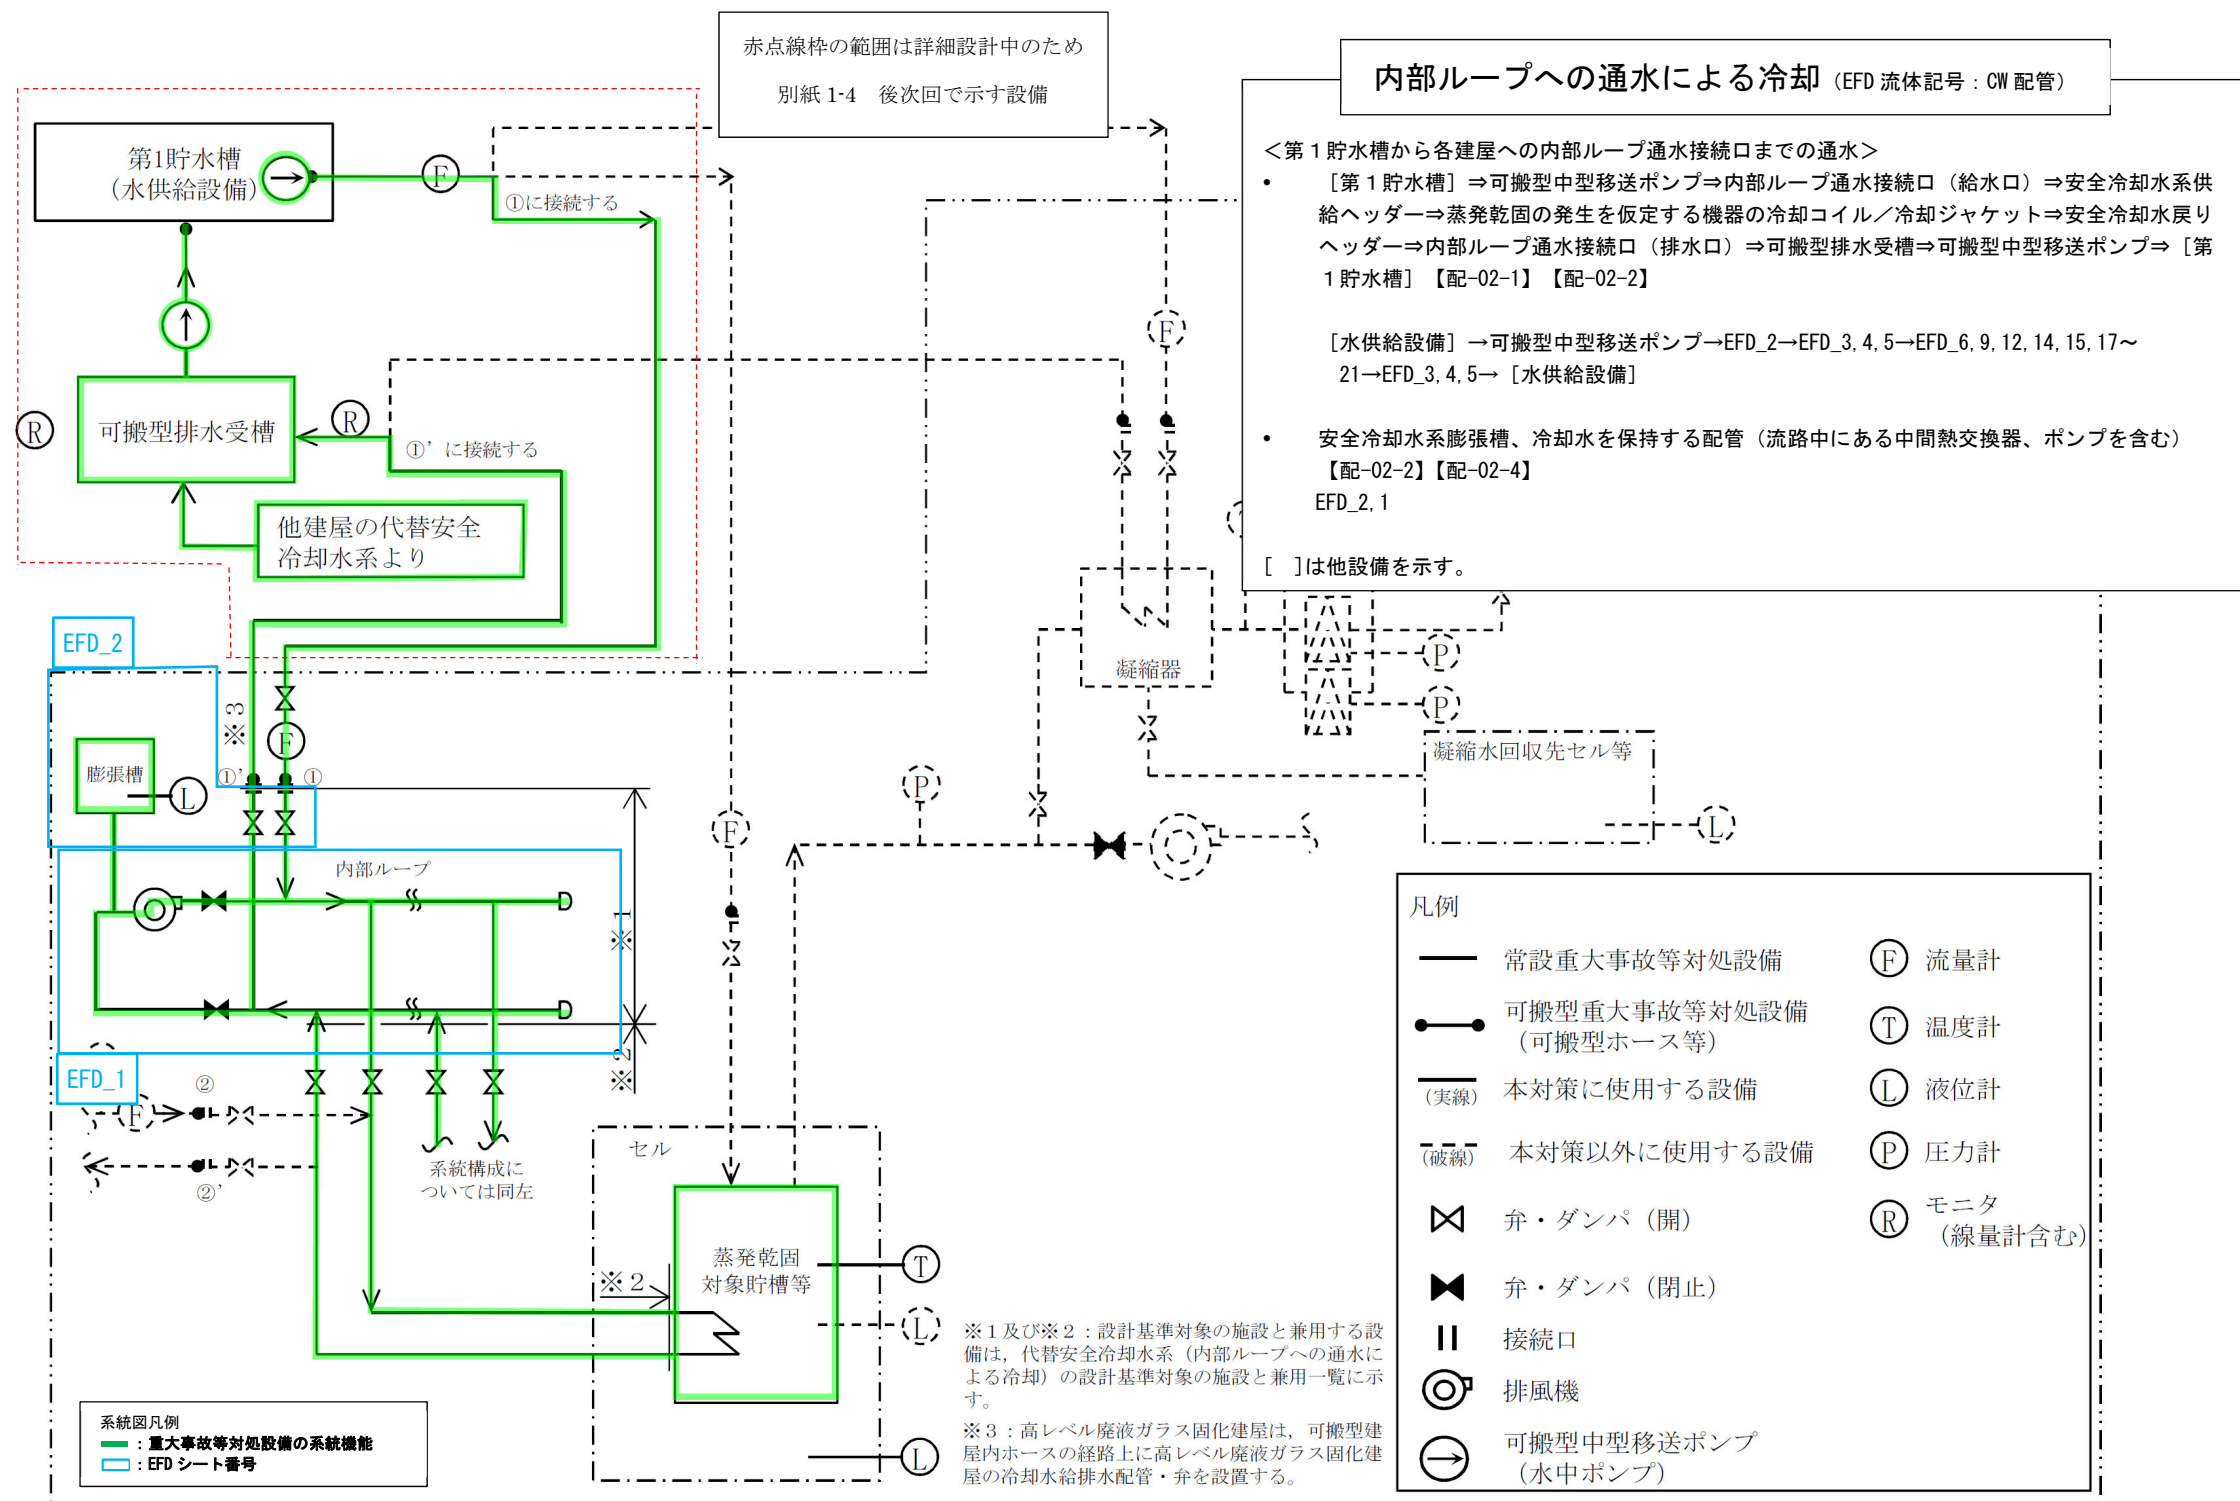 赤点線枠の範囲は詳細設計中のため
別紙 1-4　後次回で示す設備
内部ループへの通水による冷却（EFD 流体記号：CW 配管）
＜第１貯水槽から各建屋への内部ループ通水接続口までの通水＞
• ［第１貯水槽］⇒可搬型中型移送ポンプ⇒内部ループ通水接続口（給水口）⇒安全冷却水系供
給ヘッダー⇒蒸発乾固の発生を仮定する機器の冷却コイル／冷却ジャケット⇒安全冷却水戻り
ヘッダー⇒内部ループ通水接続口（排水口）⇒可搬型排水受槽⇒可搬型中型移送ポンプ⇒［第
１貯水槽］【配-02-1】【配-02-2】
［水供給設備］→可搬型中型移送ポンプ→EFD_2→EFD_3,4,5→EFD_6,9,12,14,15,17～
21→EFD_3,4,5→［水供給設備］
• 安全冷却水系膨張槽、冷却水を保持する配管（流路中にある中間熱交換器、ポンプを含む）
【配-02-2】【配-02-4】
EFD_2,1
[　]は他設備を示す。
第1貯水槽
（水供給設備）
F
①に接続する
F
R
可搬型排水受槽
R
①’に接続する
他建屋の代替安全
冷却水系より
EFD_2
凝縮器
P
P
※３
F
膨張槽
L
①’
①
凝縮水回収先セル等
L
P
F
内部ループ
※１
※２
EFD_1
②
F
②’
系統構成に
ついては同左
セル
蒸発乾固
対象貯槽等
※２
T
L
L
※１及び※２：設計基準対象の施設と兼用する設
備は，代替安全冷却水系（内部ループへの通水に
よる冷却）の設計基準対象の施設と兼用一覧に示
す。
※３：高レベル廃液ガラス固化建屋は，可搬型建
屋内ホースの経路上に高レベル廃液ガラス固化建
屋の冷却水給排水配管・弁を設置する。
系統図凡例
：重大事故等対処設備の系統機能
：EFD シート番号
凡例
常設重大事故等対処設備
可搬型重大事故等対処設備
（可搬型ホース等）
（実線）　本対策に使用する設備
（破線）　本対策以外に使用する設備
弁・ダンパ（開）
弁・ダンパ（閉止）
接続口
排風機
可搬型中型移送ポンプ
（水中ポンプ）
F　流量計
T　温度計
L　液位計
P　圧力計
R　モニタ
（線量計含む）